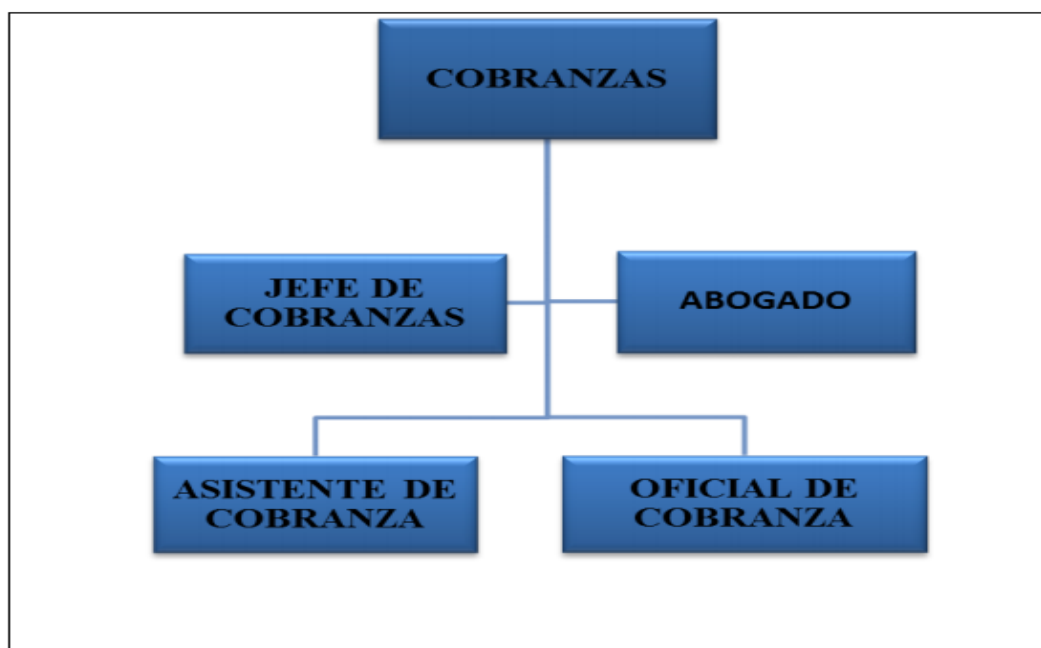 COBRANZAS
JEFE DE
COBRANZAS
ABOGADO
ASISTENTE DE
COBRANZA
OFICIAL DE
COBRANZA